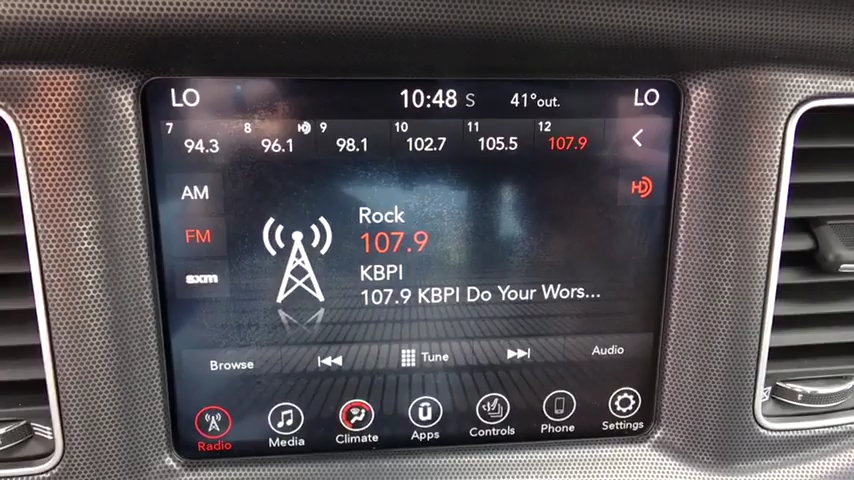 LO 10:48 S 41°out. LO
7 94.3 8 96.1 HD 9 98.1 10 102.7 11 105.5 12 107.9
AM
HD
FM
sxm
Rock
107.9
KBPI
107.9 KBPI Do Your Wors...
Browse Tune Audio
Radio Media Climate Apps Controls Phone Settings